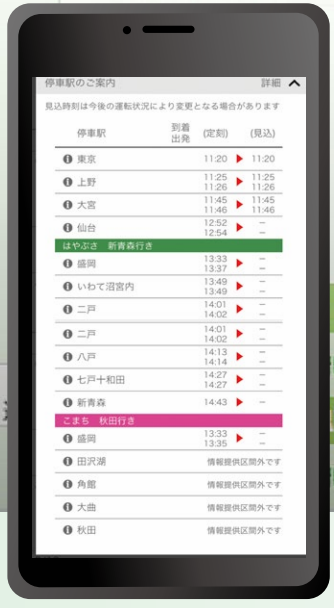 停車駅のご案内 詳細
見込時刻は今後の運転状況により変更となる場合があります
停車駅 到着 出発 (定刻) (見込)
東京 11:20 ▶ 11:20
上野 11:25 11:26 ▶ 11:25 11:26
大宮 11:45 11:46 ▶ 11:45 11:46
仙台 12:52 12:54 ▶ − −
はやぶさ 新青森行き
盛岡 13:33 13:37 ▶ − −
いわて沼宮内 13:49 13:49 ▶ − −
二戸 14:01 14:02 ▶ − −
二戸 14:01 14:02 ▶ − −
八戸 14:13 14:14 ▶ − −
七戸十和田 14:27 14:27 ▶ − −
新青森 14:43 ▶ −
こまち 秋田行き
盛岡 13:33 13:35 ▶ − −
田沢湖 情報提供区間外です
角館 情報提供区間外です
大曲 情報提供区間外です
秋田 情報提供区間外です